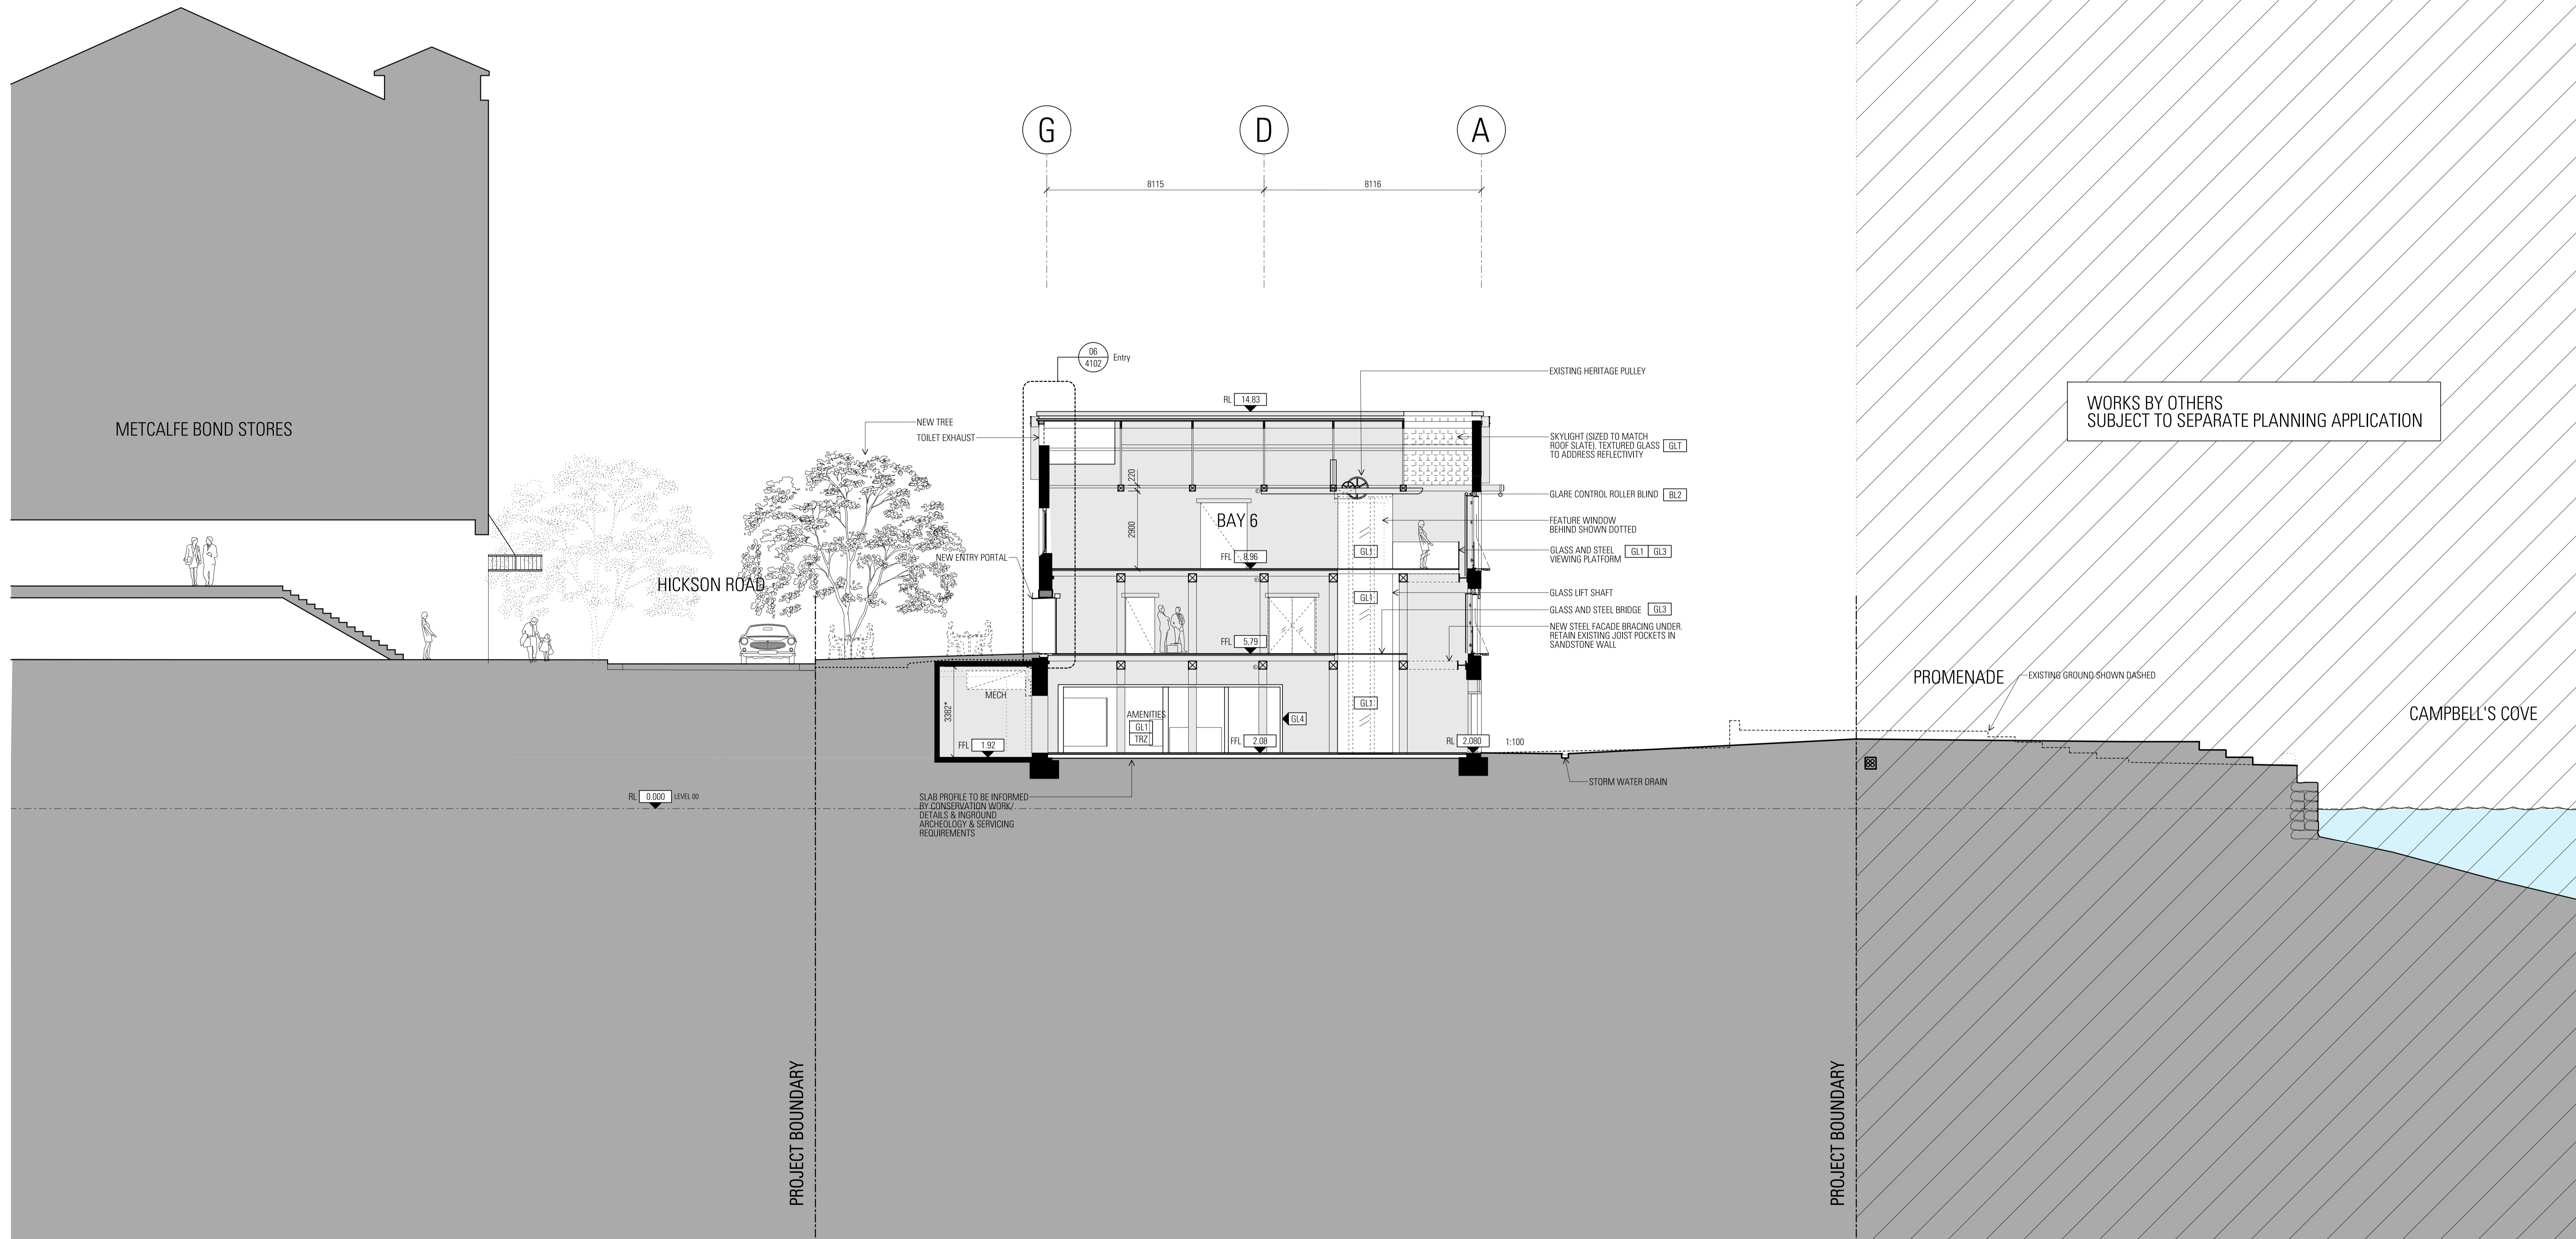 G
D
A
8115
8116
06
4102
Entry
EXISTING HERITAGE PULLEY
RL 14.83
WORKS BY OTHERS
SUBJECT TO SEPARATE PLANNING APPLICATION
METCALFE BOND STORES
NEW TREE
TOILET EXHAUST
SKYLIGHT (SIZED TO MATCH
ROOF SLATE). TEXTURED GLASS GLT
TO ADDRESS REFLECTIVITY
220
GLARE CONTROL ROLLER BLIND BL2
BAY 6
2900
FEATURE WINDOW
BEHIND SHOWN DOTTED
GL1
GLASS AND STEEL GL1 GL3
VIEWING PLATFORM
NEW ENTRY PORTAL
FFL 8.96
HICKSON ROAD
GLASS LIFT SHAFT
GL1
GLASS AND STEEL BRIDGE GL3
NEW STEEL FACADE BRACING UNDER.
RETAIN EXISTING JOIST POCKETS IN
SANDSTONE WALL
FFL 5.79
PROMENADE
EXISTING GROUND SHOWN DASHED
MECH
3382*
GL1
AMENITIES
GL1
TRZ
GL4
CAMPBELL'S COVE
FFL 1.92
FFL 2.08
RL 2.080
1:100
STORM WATER DRAIN
RL 0.000 LEVEL 00
SLAB PROFILE TO BE INFORMED
BY CONSERVATION WORK/
DETAILS & INGROUND
ARCHEOLOGY & SERVICING
REQUIREMENTS
PROJECT BOUNDARY
PROJECT BOUNDARY